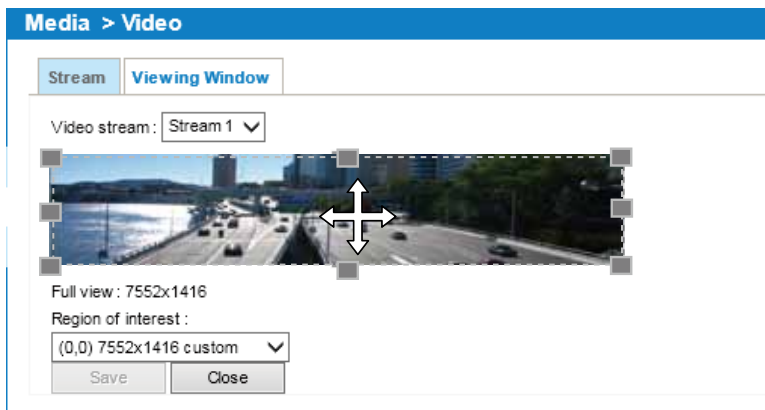 Media > Video
Stream Viewing Window
Video stream : Stream 1
Full view : 7552x1416
Region of interest :
(0,0) 7552x1416 custom
Save Close